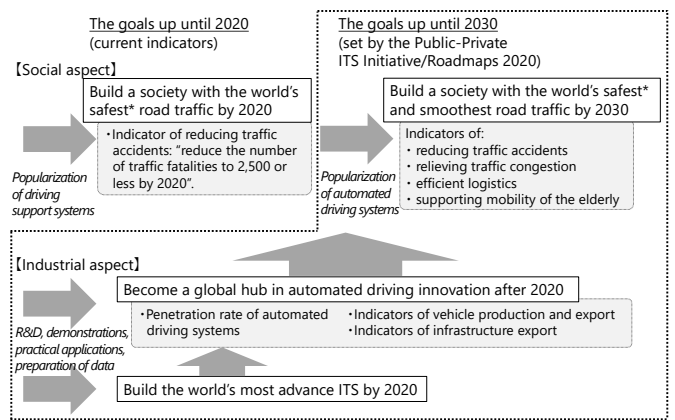 The goals up until 2020
(current indicators)
The goals up until 2030
(set by the Public-Private
ITS Initiative/Roadmaps 2020)
【Social aspect】
Build a society with the world's
safest* road traffic by 2020
・Indicator of reducing traffic
accidents: "reduce the number
of traffic fatalities to 2,500 or
less by 2020".
Popularization
of driving
support systems
Build a society with the world's safest*
and smoothest road traffic by 2030
Indicators of:
・ reducing traffic accidents
・ relieving traffic congestion
・ efficient logistics
・ supporting mobility of the elderly
Popularization
of automated
driving systems
【Industrial aspect】
Become a global hub in automated driving innovation after 2020
・Penetration rate of automated
driving systems
・Indicators of vehicle production and export
・Indicators of infrastructure export
R&D, demonstrations,
practical applications,
preparation of data
Build the world's most advance ITS by 2020